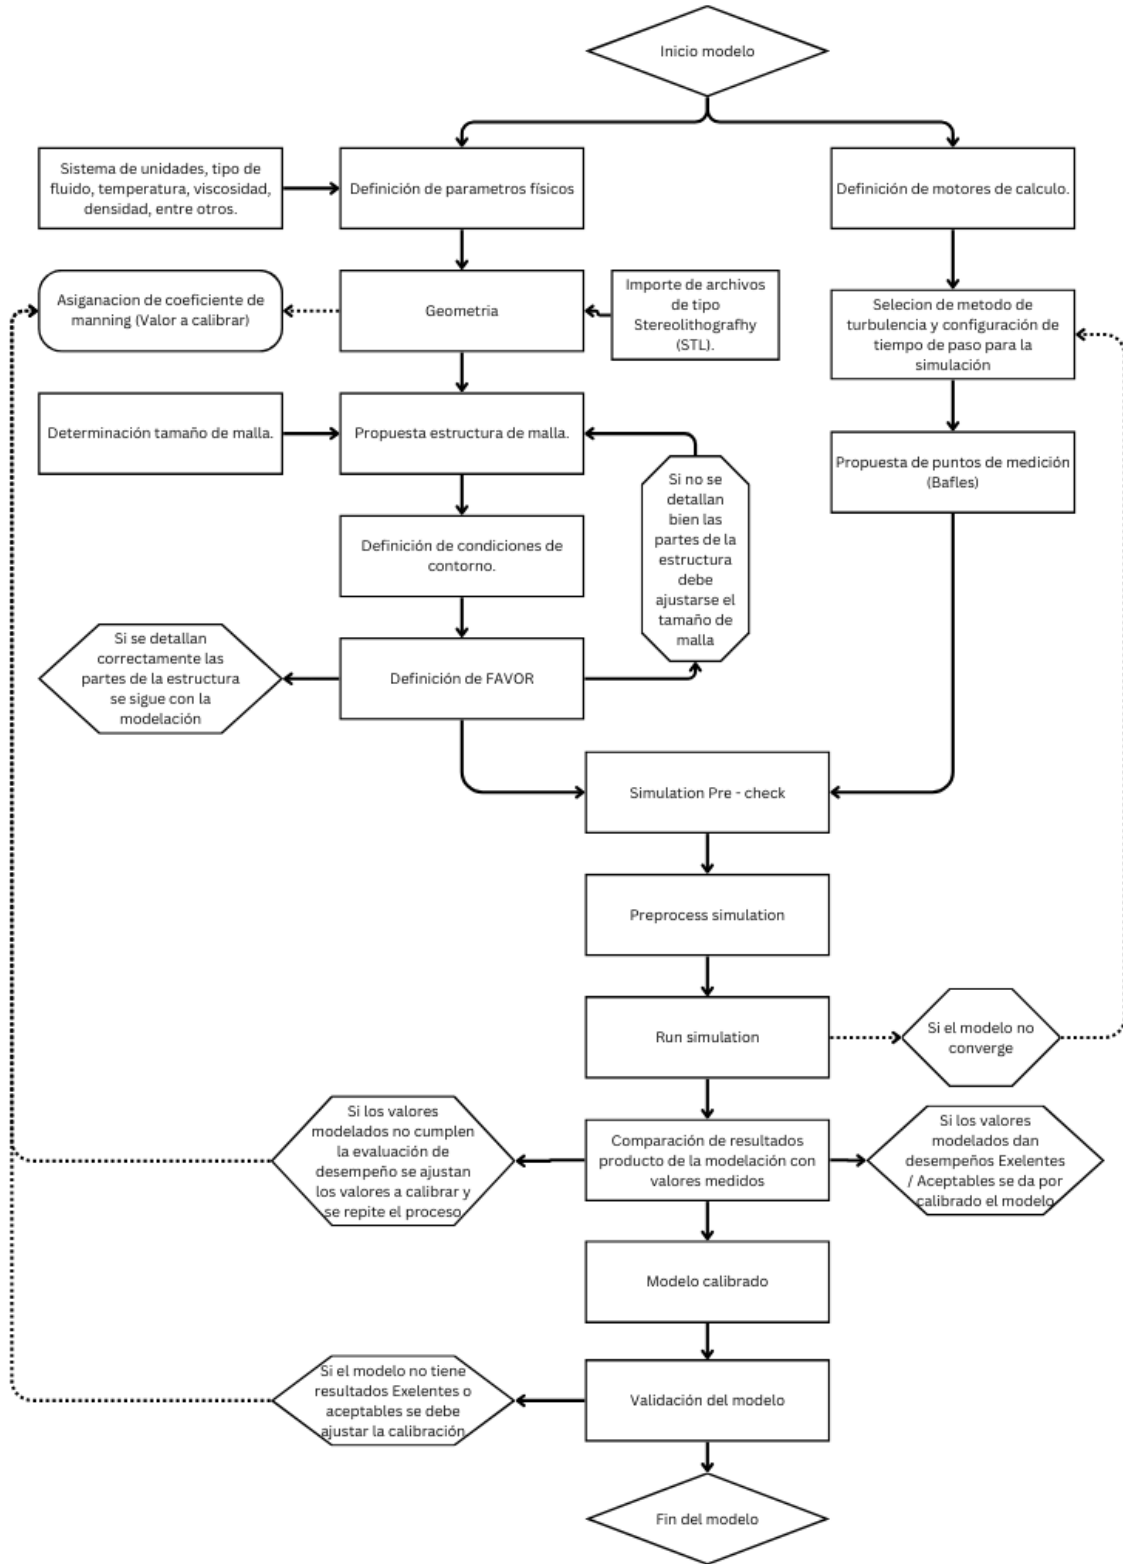 Inicio modelo
Sistema de unidades, tipo de
fluido, temperatura, viscosidad,
densidad, entre otros.
Definición de parametros físicos
Definición de motores de calculo.
Asiganacion de coeficiente de
manning (Valor a calibrar)
Geometria
Importe de archivos
de tipo
Stereolithografhy
(STL).
Selecion de metodo de
turbulencia y configuración de
tiempo de paso para la
simulación
Determinación tamaño de malla.
Propuesta estructura de malla.
Propuesta de puntos de medición
(Bafles)
Si no se
detallan
bien las
partes de la
estructura
debe
ajustarse el
tamaño de
malla
Definición de condiciones de
contorno.
Si se detallan
correctamente las
partes de la estructura
se sigue con la
modelación
Definición de FAVOR
Simulation Pre - check
Preprocess simulation
Run simulation
Si el modelo no
converge
Si los valores
modelados no cumplen
la evaluación de
desempeño se ajustan
los valores a calibrar y
se repite el proceso.
Comparación de resultados
producto de la modelación con
valores medidos
Si los valores
modelados dan
desempeños Exelentes
/ Aceptables se da por
calibrado el modelo
Modelo calibrado
Si el modelo no tiene
resultados Exelentes o
aceptables se debe
ajustar la calibración
Validación del modelo
Fin del modelo